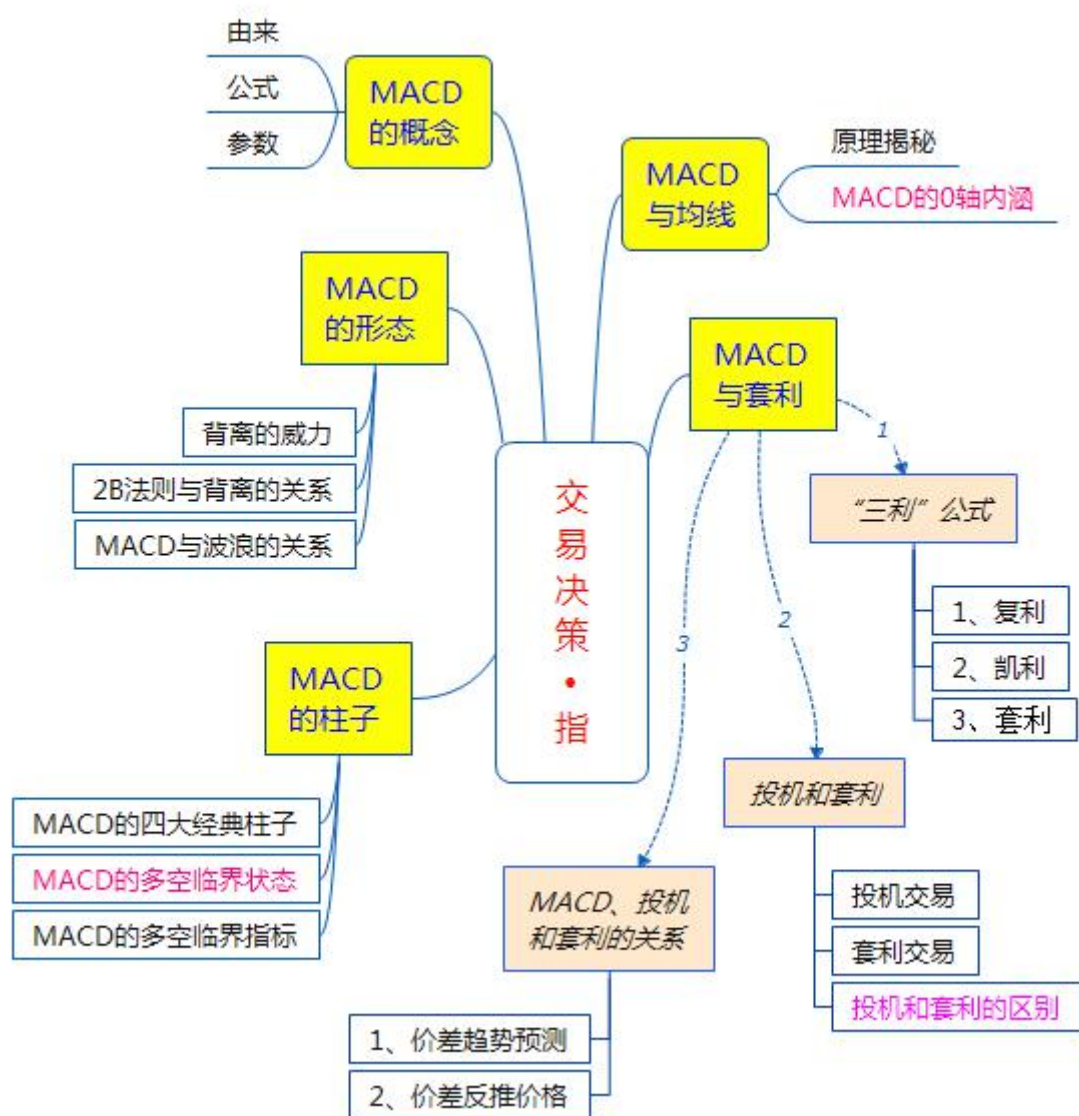 由来
公式
参数
MACD
的概念
MACD
与均线
原理揭秘
MACD的0轴内涵
MACD
的形态
背离的威力
2B法则与背离的关系
MACD与波浪的关系
MACD
与套利
交
易
决
策
•
指
1
2
3
“三利”公式
1、复利
2、凯利
3、套利
MACD
的柱子
MACD的四大经典柱子
MACD的多空临界状态
MACD的多空临界指标
投机和套利
投机交易
套利交易
投机和套利的区别
MACD、投机
和套利的关系
1、价差趋势预测
2、价差反推价格